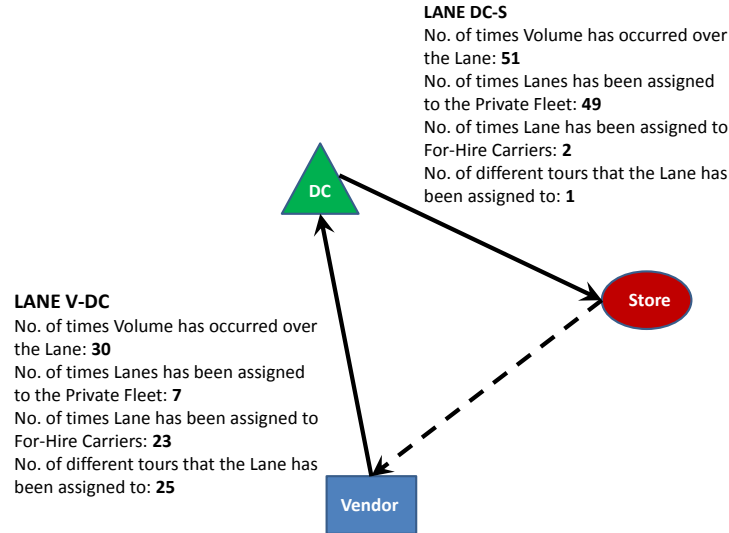 LANE DC-S
No. of times Volume has occurred over
the Lane: 51
No. of times Lanes has been assigned
to the Private Fleet: 49
No. of times Lane has been assigned to
For-Hire Carriers: 2
No. of different tours that the Lane has
been assigned to: 1
DC
Store
LANE V-DC
No. of times Volume has occurred over
the Lane: 30
No. of times Lanes has been assigned
to the Private Fleet: 7
No. of times Lane has been assigned to
For-Hire Carriers: 23
No. of different tours that the Lane has
been assigned to: 25
Vendor